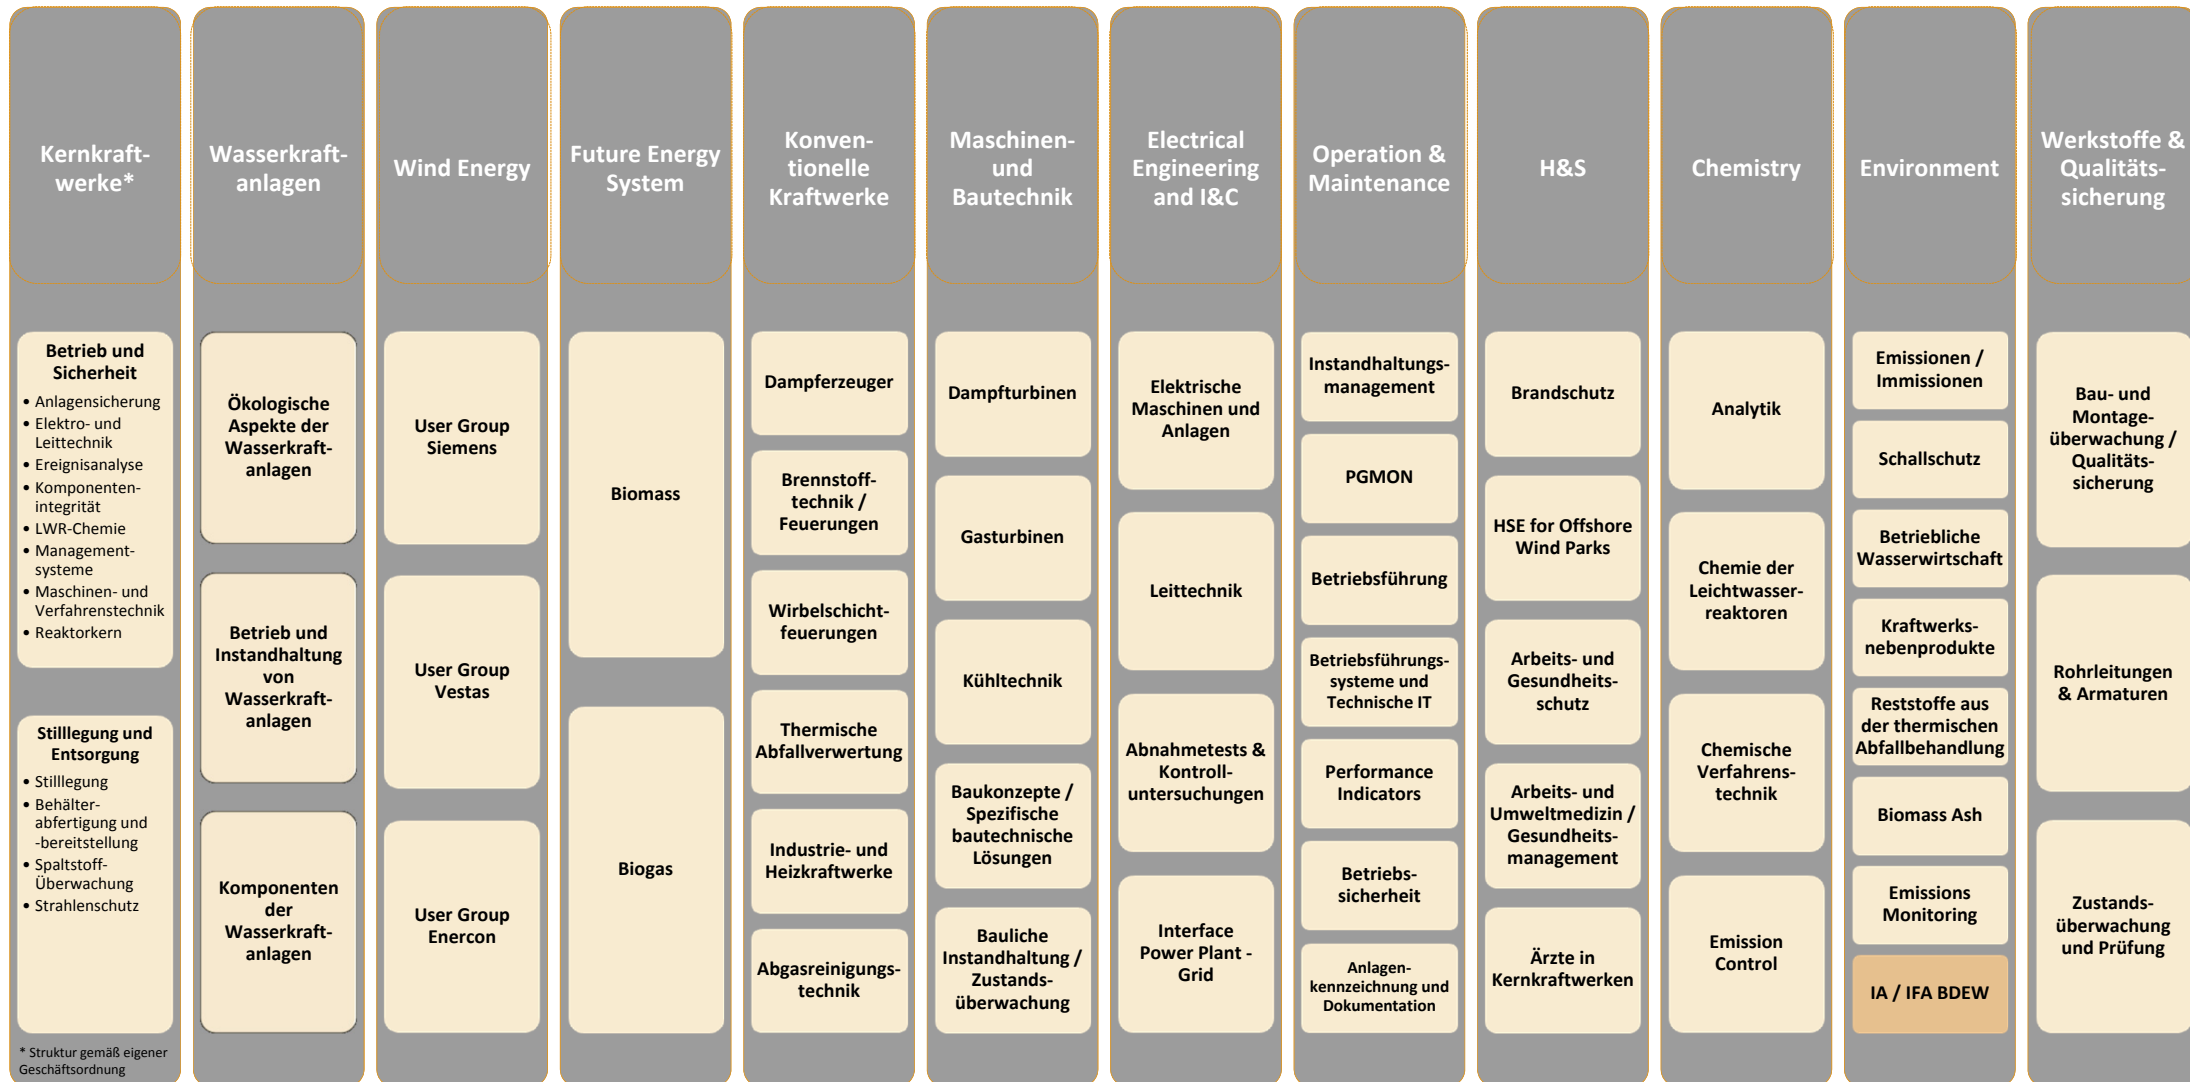 Kernkraft-
werke*
Betrieb und
Sicherheit
• Anlagensicherung
• Elektro- und
Leittechnik
• Ereignisanalyse
• Komponenten-
integrität
• LWR-Chemie
• Management-
systeme
• Maschinen- und
Verfahrenstechnik
• Reaktorkern
Stilllegung und
Entsorgung
• Stilllegung
• Behälter-
abfertigung und
-bereitstellung
• Spaltstoff-
Überwachung
• Strahlenschutz
* Struktur gemäß eigener
Geschäftsordnung
Wasserkraft-
anlagen
Ökologische
Aspekte der
Wasserkraft-
anlagen
Betrieb und
Instandhaltung
von
Wasserkraft-
anlagen
Komponenten
der
Wasserkraft-
anlagen
Wind Energy
User Group
Siemens
User Group
Vestas
User Group
Enercon
Future Energy
System
Biomass
Biogas
Konven-
tionelle
Kraftwerke
Dampferzeuger
Brennstoff-
technik /
Feuerungen
Wirbelschicht-
feuerungen
Thermische
Abfallverwertung
Industrie- und
Heizkraftwerke
Abgasreinigungs-
technik
Maschinen-
und
Bautechnik
Dampfturbinen
Gasturbinen
Kühltechnik
Baukonzepte /
Spezifische
bautechnische
Lösungen
Bauliche
Instandhaltung /
Zustands-
überwachung
Electrical
Engineering
and I&C
Elektrische
Maschinen und
Anlagen
Leittechnik
Abnahmetests &
Kontroll-
untersuchungen
Interface
Power Plant -
Grid
Operation &
Maintenance
Instandhaltungs-
management
PGMON
Betriebsführung
Betriebsführungs-
systeme und
Technische IT
Performance
Indicators
Betriebs-
sicherheit
Anlagen-
kennzeichnung und
Dokumentation
H&S
Brandschutz
HSE for Offshore
Wind Parks
Arbeits- und
Gesundheits-
schutz
Arbeits- und
Umweltmedizin /
Gesundheits-
management
Ärzte in
Kernkraftwerken
Chemistry
Analytik
Chemie der
Leichtwasser-
reaktoren
Chemische
Verfahrens-
technik
Emission
Control
Environment
Emissionen /
Immissionen
Schallschutz
Betriebliche
Wasserwirtschaft
Kraftwerks-
nebenprodukte
Reststoffe aus
der thermischen
Abfallbehandlung
Biomass Ash
Emissions
Monitoring
IA / IFA BDEW
Werkstoffe &
Qualitäts-
sicherung
Bau- und
Montage-
überwachung /
Qualitäts-
sicherung
Rohrleitungen
& Armaturen
Zustands-
überwachung
und Prüfung